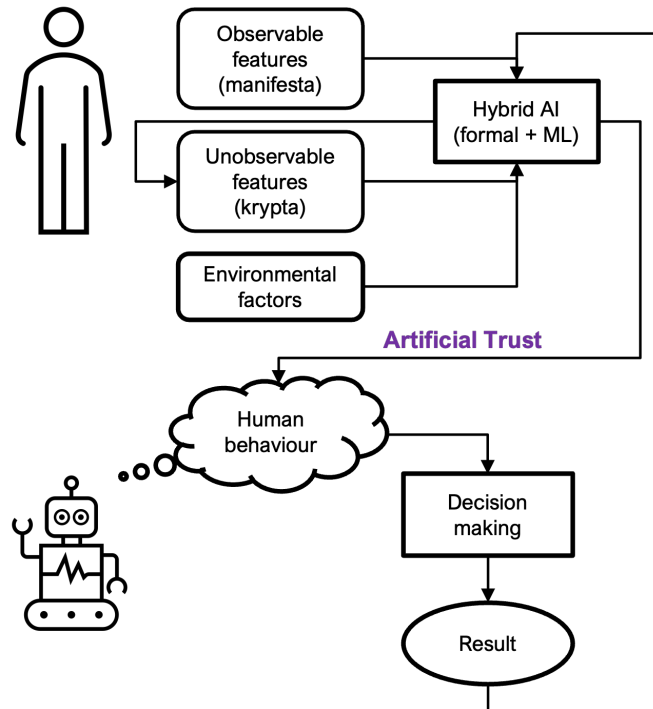 Observable
features
(manifesta)
Hybrid AI
(formal + ML)
Unobservable
features
(krypta)
Environmental
factors
Artificial Trust
Human
behaviour
Decision
making
Result